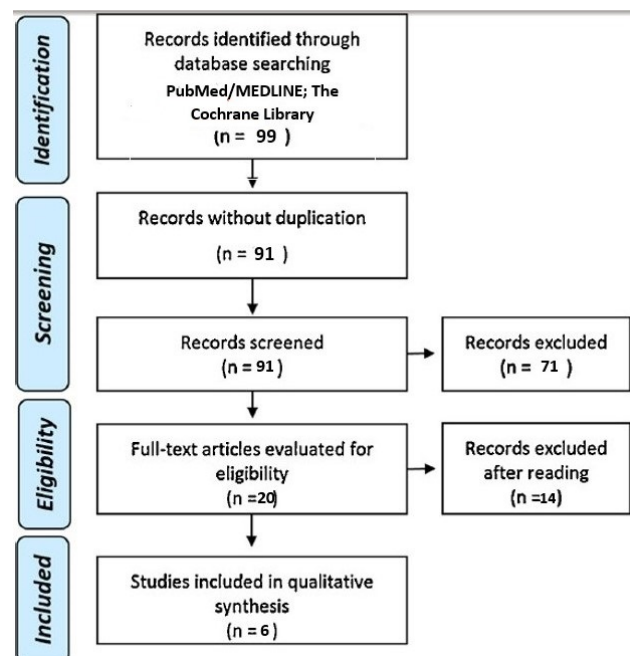 Identification
Records identified through
database searching
PubMed/MEDLINE; The
Cochrane Library
(n = 99 )
Screening
Records without duplication
(n = 91 )
Records screened
(n = 91)
Records excluded
(n = 71 )
Eligibility
Full-text articles evaluated for
eligibility
(n =20)
Records excluded
after reading
(n =14)
Included
Studies included in qualitative
synthesis
(n = 6 )